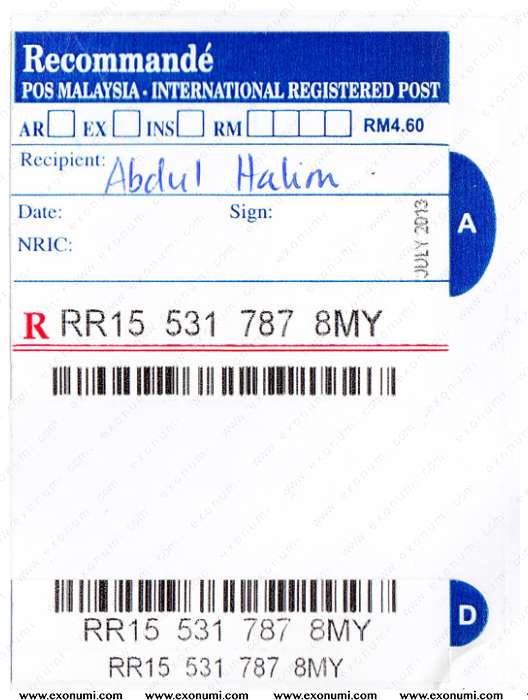 Recommandé
POS MALAYSIA - INTERNATIONAL REGISTERED POST
AR EX INS RM RM4.60
Recipient: Abdul Halim
Date: Sign:
NRIC:
JULY 2013
A
R RR15 531 787 8MY
D
RR15 531 787 8MY
RR15 531 787 8MY
www.exonumi.com www.exonumi.com www.exonumi.com www.exonumi.com